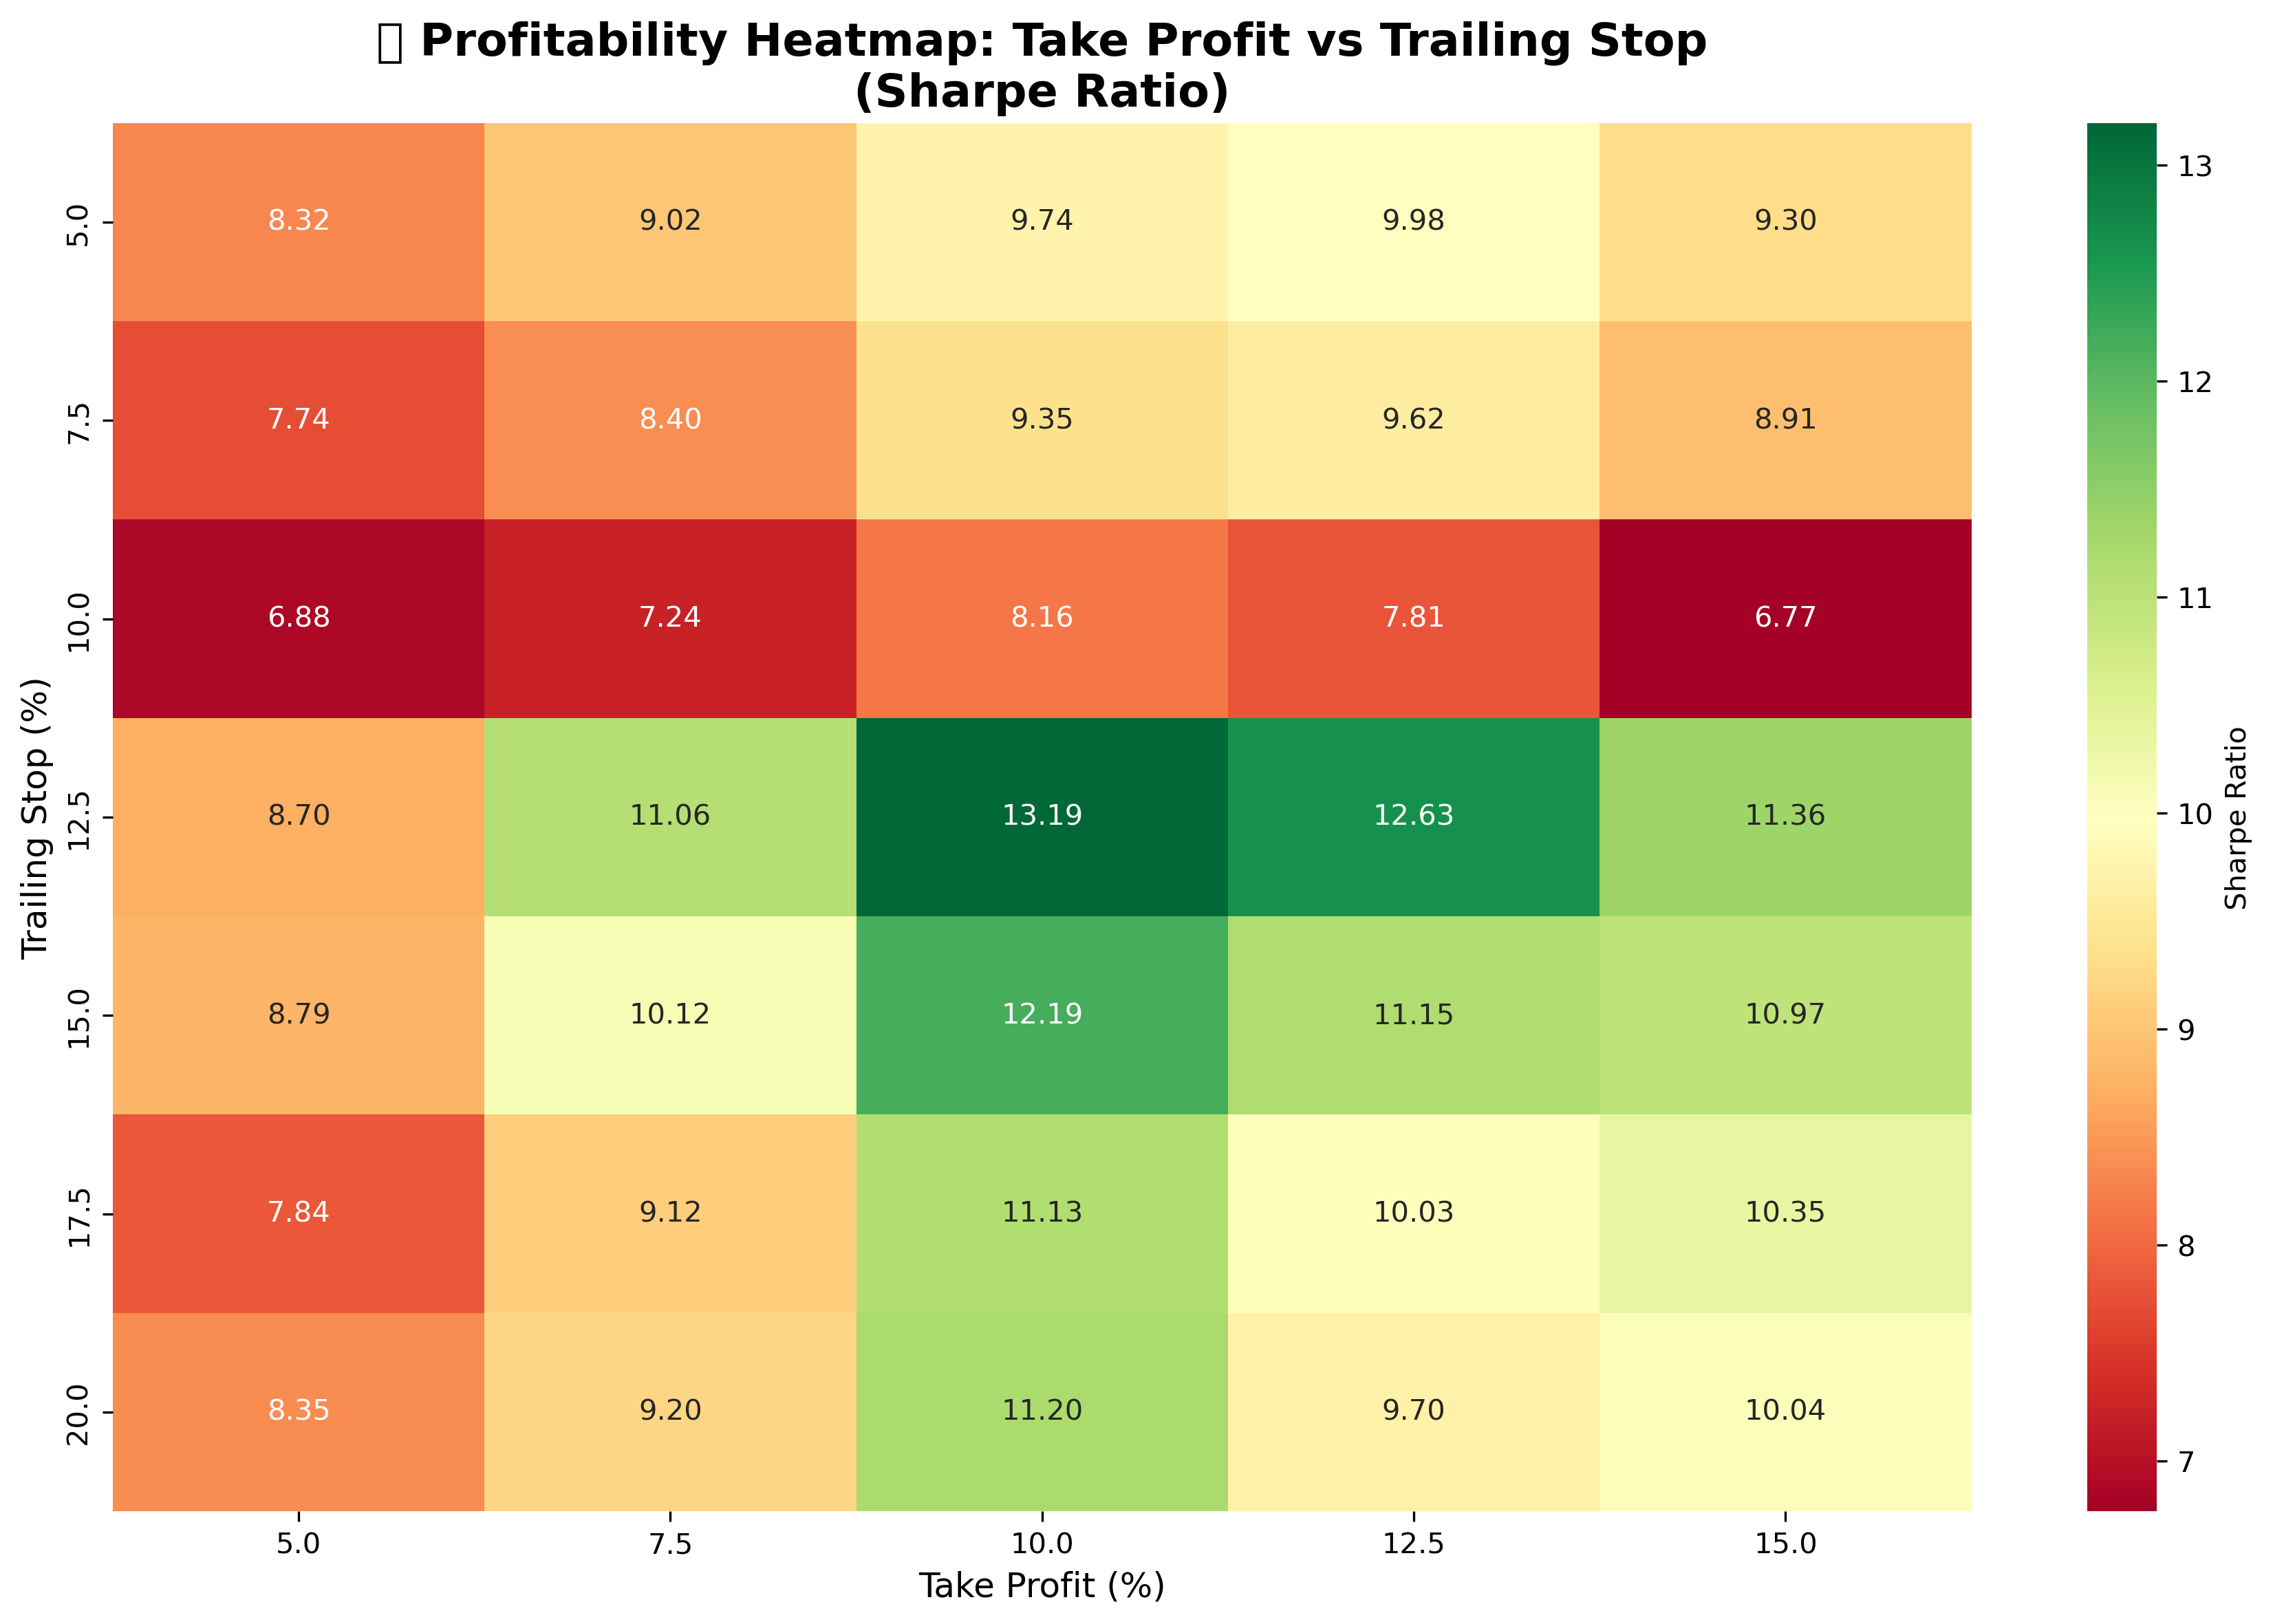 ▯ Profitability Heatmap: Take Profit vs Trailing Stop
(Sharpe Ratio)
Trailing Stop (%)
5.0 8.32 9.02 9.74 9.98 9.30
7.5 7.74 8.40 9.35 9.62 8.91
10.0 6.88 7.24 8.16 7.81 6.77
12.5 8.70 11.06 13.19 12.63 11.36
15.0 8.79 10.12 12.19 11.15 10.97
17.5 7.84 9.12 11.13 10.03 10.35
20.0 8.35 9.20 11.20 9.70 10.04
5.0 7.5 10.0 12.5 15.0
Take Profit (%)
13
12
11
10
9
8
7
Sharpe Ratio